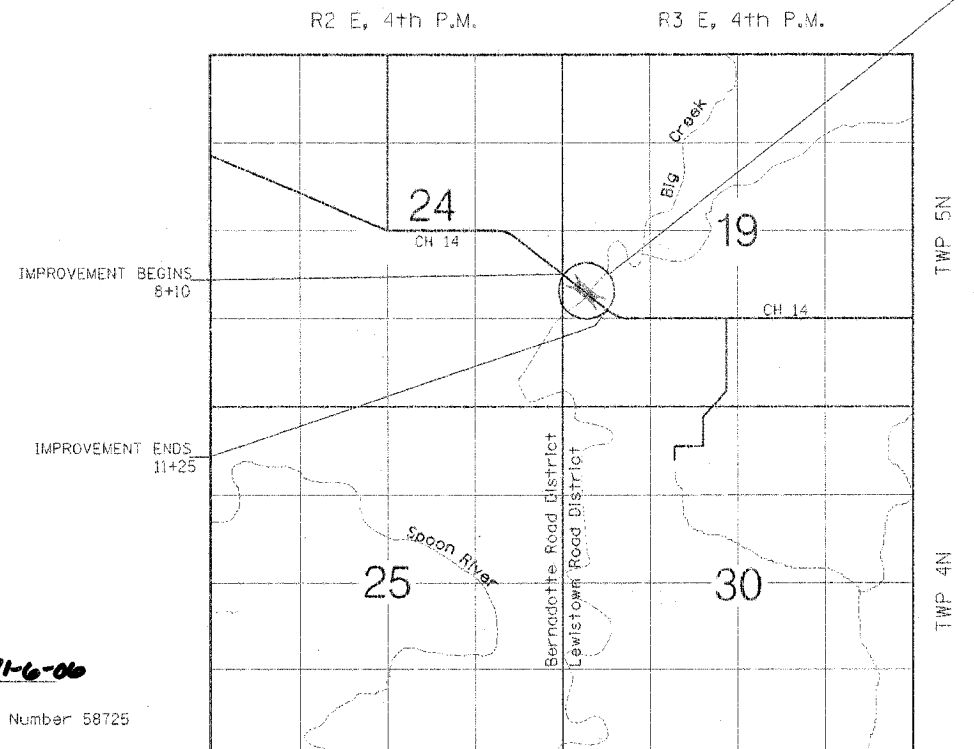 R2 E, 4th P.M.
R3 E, 4th P.M.
Big Creek
24
CH 14
19
TWP 5N
IMPROVEMENT BEGINS
8+10
CH 14
IMPROVEMENT ENDS
11+25
Bernadotte Road District
Lewistown Road District
Spoon River
25
30
TWP 4N
11-6-06
Number 58725